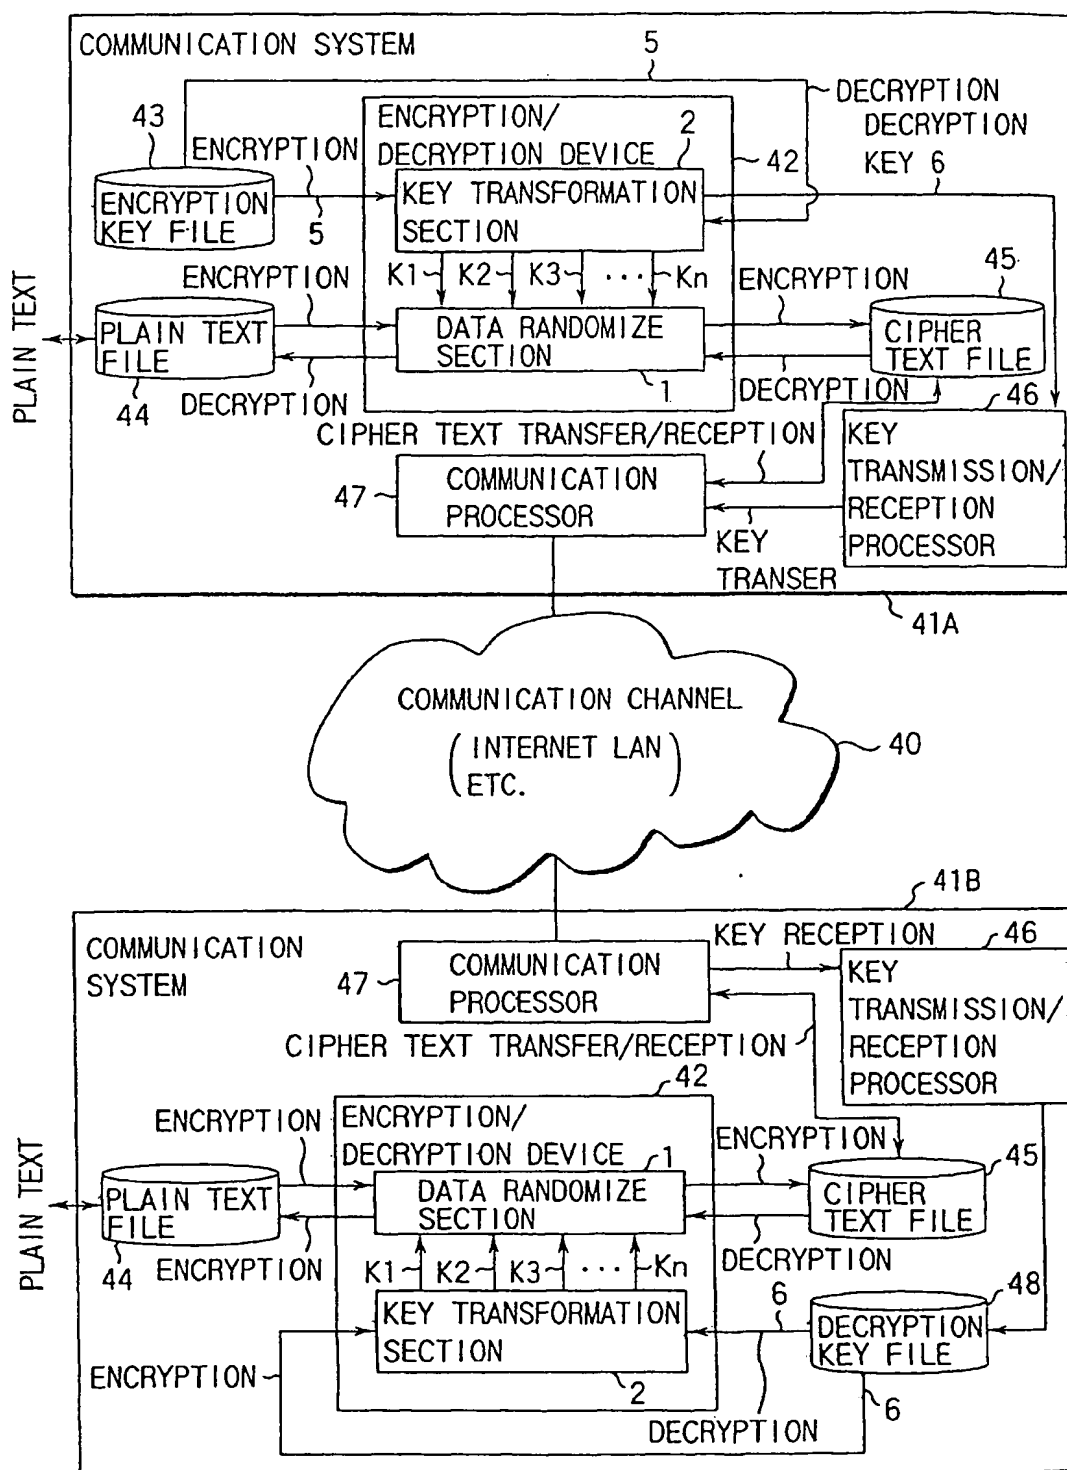 COMMUNICATION SYSTEM
5
DECRYPTION
DECRYPTION
KEY 6
43
ENCRYPTION
ENCRYPTION/
DECRYPTION DEVICE
2
42
ENCRYPTION
KEY FILE
5
KEY TRANSFORMATION
SECTION
K1
K2
K3
...
Kn
ENCRYPTION
ENCRYPTION
45
PLAIN TEXT
PLAIN TEXT
FILE
DATA RANDOMIZE
SECTION
CIPHER
TEXT FILE
44
DECRYPTION
1
DECRYPTION
46
CIPHER TEXT TRANSFER/RECEPTION
47
COMMUNICATION
PROCESSOR
KEY
TRANSMISSION/
RECEPTION
PROCESSOR
KEY
TRANSER
41A
COMMUNICATION CHANNEL
(INTERNET LAN
ETC.)
40
41B
COMMUNICATION
SYSTEM
47
COMMUNICATION
PROCESSOR
KEY RECEPTION
46
KEY
TRANSMISSION/
RECEPTION
PROCESSOR
CIPHER TEXT TRANSFER/RECEPTION
42
ENCRYPTION
ENCRYPTION/
DECRYPTION DEVICE
1
ENCRYPTION
45
PLAIN TEXT
PLAIN TEXT
FILE
DATA RANDOMIZE
SECTION
CIPHER
TEXT FILE
44
ENCRYPTION
DECRYPTION
K1
K2
K3
...
Kn
KEY TRANSFORMATION
SECTION
6
48
DECRYPTION
KEY FILE
ENCRYPTION
2
DECRYPTION
6